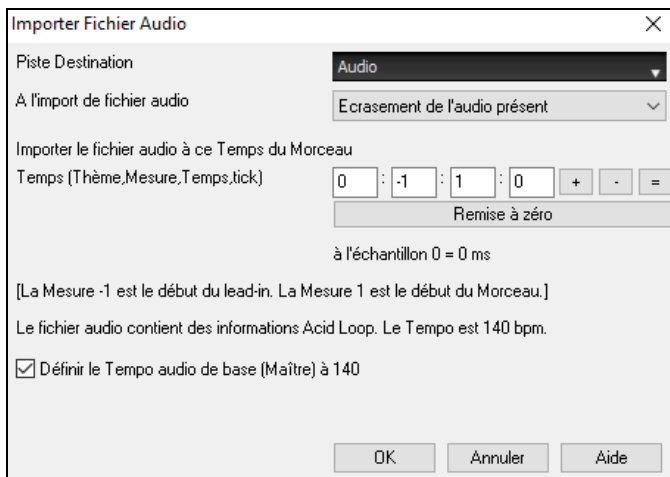 Importer Fichier Audio
Piste Destination
Audio
A l'import de fichier audio
Ecrasement de l'audio présent
Importer le fichier audio à ce Temps du Morceau
Temps (Thème,Mesure,Temps,tick)
0 : -1 : 1 : 0 + - =
Remise à zéro
à l'échantillon 0 = 0 ms
[La Mesure -1 est le début du lead-in. La Mesure 1 est le début du Morceau.]
Le fichier audio contient des informations Acid Loop. Le Tempo est 140 bpm.
Définir le Tempo audio de base (Maître) à 140
OK Annuler Aide